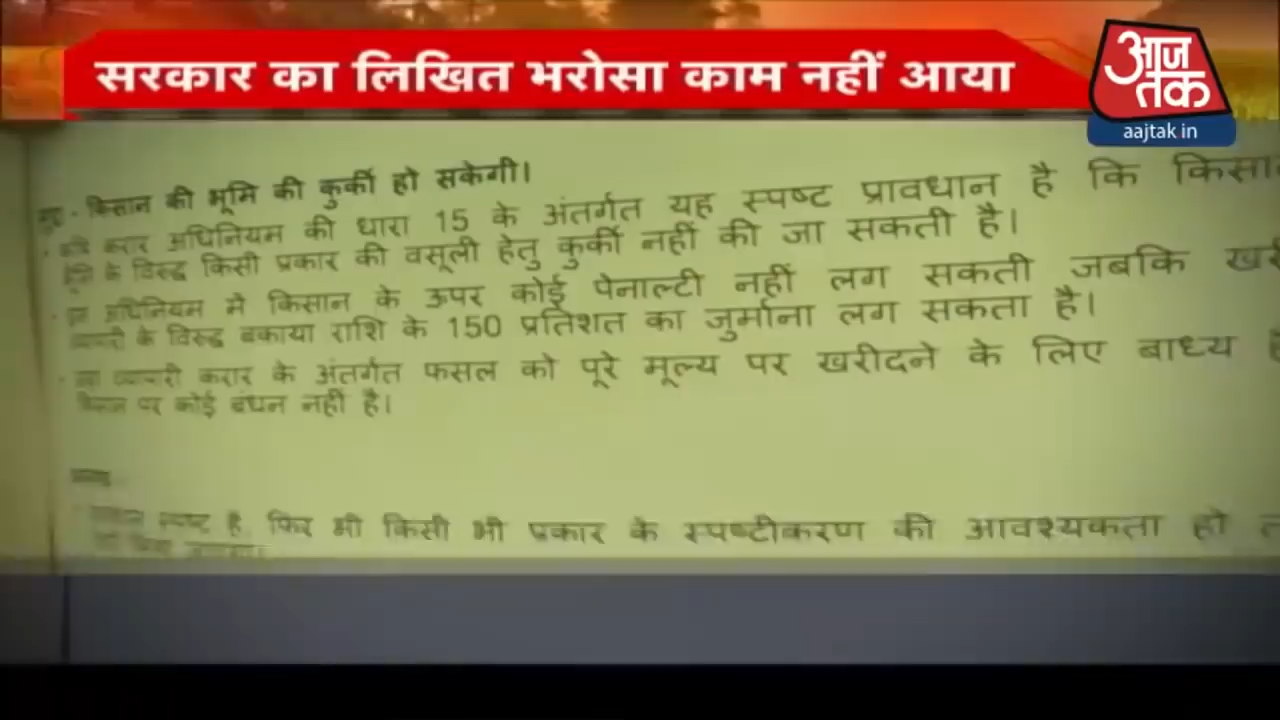 सरकार का लिखित भरोसा काम नहीं आया
आज
तक
aajtak.in
किसान की भूमि की कुर्की हो सकेगी।
करार अधिनियम की धारा 15 के अंतर्गत यह स्पष्ट प्रावधान है कि
के विरुद्ध किसी प्रकार की वसूली हेतु कुर्की नहीं की जा सकती है।
अधिनियम में किसान के ऊपर कोई पेनाल्टी नहीं लग सकती जबकि
के विरुद्ध बकाया राशि के 150 प्रतिशत का जुर्माना लग सकता है।
व्यापारी करार के अंतर्गत फसल को पूरे मूल्य पर खरीदने के लिए बाध्य
पर कोई बंधन नहीं है।
स्पष्ट है, फिर भी किसी भी प्रकार के स्पष्टीकरण की आवश्यकता हो